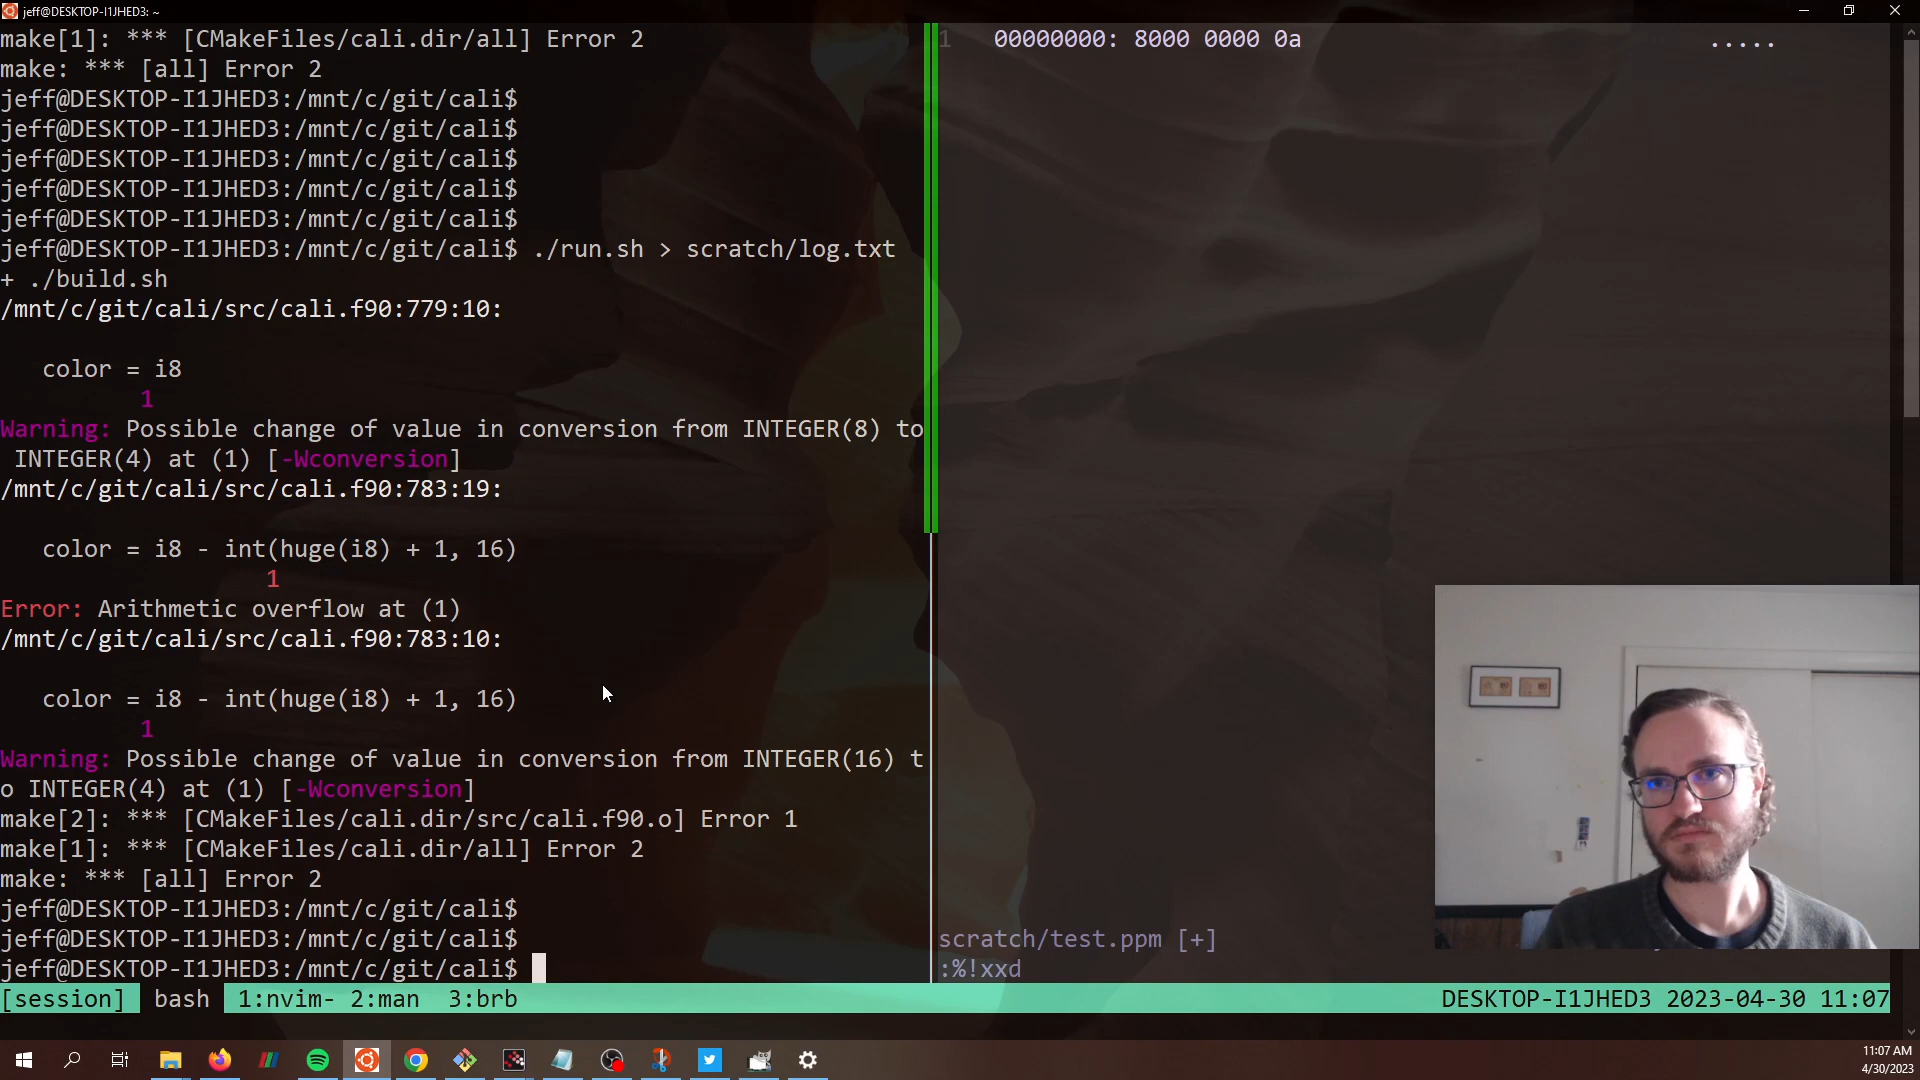 jeff@DESKTOP-I1JHED3: ~
make[1]: *** [CMakeFiles/cali.dir/all] Error 2
make: *** [all] Error 2
jeff@DESKTOP-I1JHED3:/mnt/c/git/cali$
jeff@DESKTOP-I1JHED3:/mnt/c/git/cali$
jeff@DESKTOP-I1JHED3:/mnt/c/git/cali$
jeff@DESKTOP-I1JHED3:/mnt/c/git/cali$
jeff@DESKTOP-I1JHED3:/mnt/c/git/cali$
jeff@DESKTOP-I1JHED3:/mnt/c/git/cali$ ./run.sh > scratch/log.txt
+ ./build.sh
/mnt/c/git/cali/src/cali.f90:779:10:
color = i8
1
Warning: Possible change of value in conversion from INTEGER(8) to
INTEGER(4) at (1) [-Wconversion]
/mnt/c/git/cali/src/cali.f90:783:19:
color = i8 - int(huge(i8) + 1, 16)
1
Error: Arithmetic overflow at (1)
/mnt/c/git/cali/src/cali.f90:783:10:
color = i8 - int(huge(i8) + 1, 16)
1
Warning: Possible change of value in conversion from INTEGER(16) t
o INTEGER(4) at (1) [-Wconversion]
make[2]: *** [CMakeFiles/cali.dir/src/cali.f90.o] Error 1
make[1]: *** [CMakeFiles/cali.dir/all] Error 2
make: *** [all] Error 2
jeff@DESKTOP-I1JHED3:/mnt/c/git/cali$
jeff@DESKTOP-I1JHED3:/mnt/c/git/cali$
jeff@DESKTOP-I1JHED3:/mnt/c/git/cali$
1 00000000: 8000 0000 0a .....
scratch/test.ppm [+]
:%!xxd
[session] bash 1:nvim- 2:man 3:brb DESKTOP-I1JHED3 2023-04-30 11:07
11:07 AM
4/30/2023